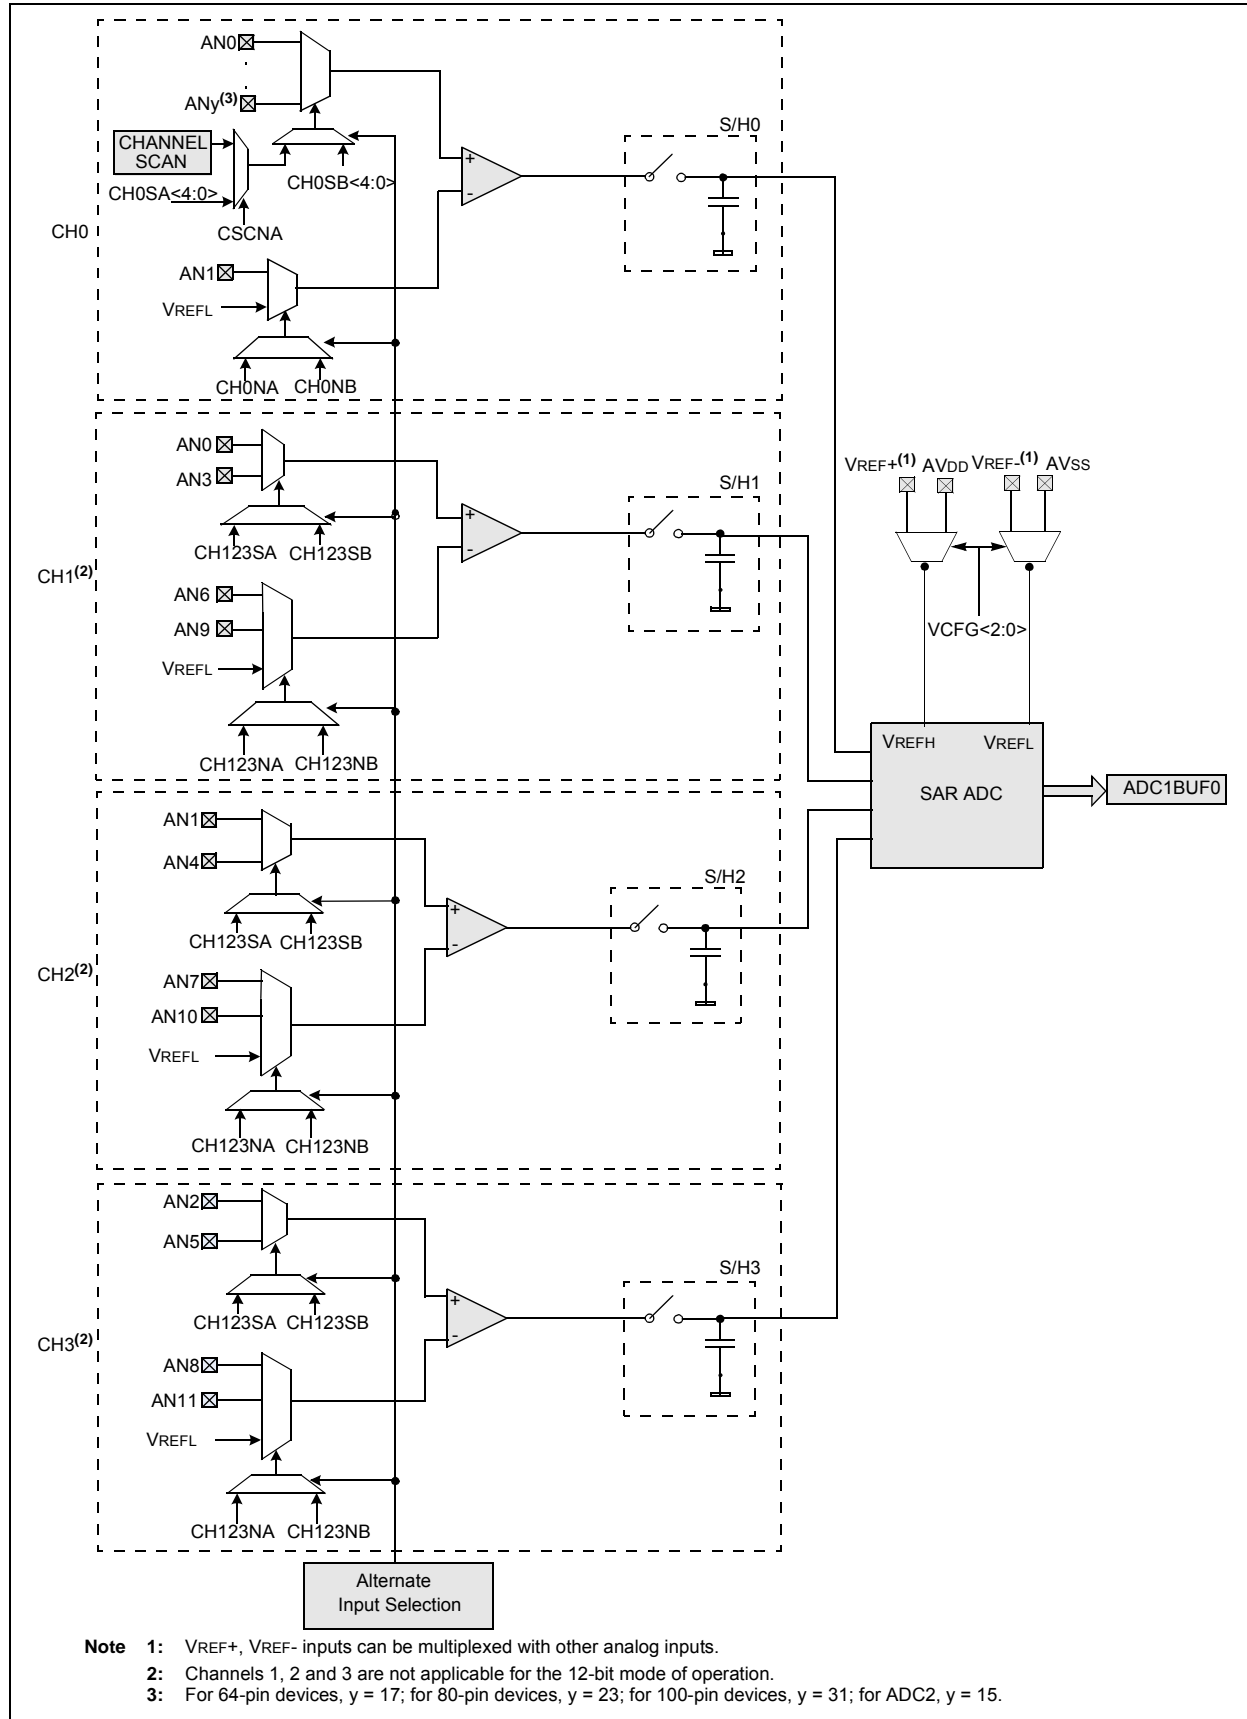 AN0
ANy(3)
CHANNEL
SCAN
CH0SA<4:0>
CH0SB<4:0>
CSCNA
CH0
AN1
VREFL
CH0NA
CH0NB
+
-
S/H0
AN0
AN3
CH123SA
CH123SB
CH1(2)
AN6
AN9
VREFL
CH123NA
CH123NB
+
-
S/H1
VREF+(1) AVDD VREF-(1) AVSS
VCFG<2:0>
VREFH
VREFL
SAR ADC
ADC1BUF0
AN1
AN4
CH123SA
CH123SB
CH2(2)
AN7
AN10
VREFL
CH123NA
CH123NB
+
-
S/H2
AN2
AN5
CH123SA
CH123SB
CH3(2)
AN8
AN11
VREFL
CH123NA
CH123NB
+
-
S/H3
Alternate
Input Selection
Note 1: VREF+, VREF- inputs can be multiplexed with other analog inputs.
2: Channels 1, 2 and 3 are not applicable for the 12-bit mode of operation.
3: For 64-pin devices, y = 17; for 80-pin devices, y = 23; for 100-pin devices, y = 31; for ADC2, y = 15.